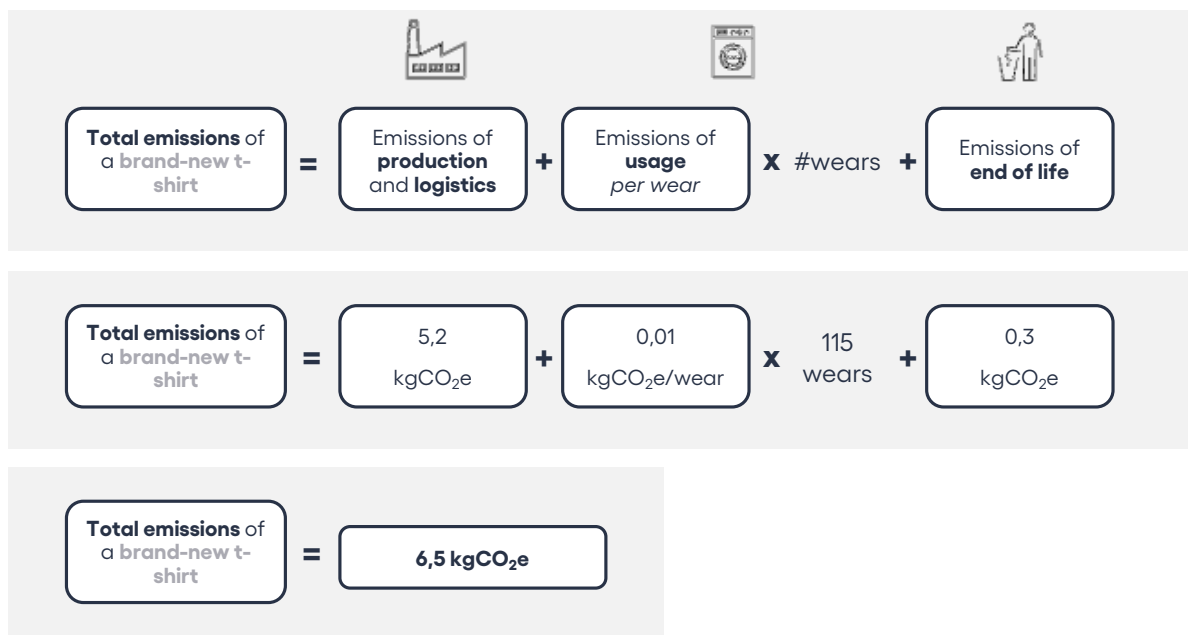 Total emissions of
a brand-new t-
shirt
=
Emissions of
production
and logistics
+
Emissions of
usage
per wear
x #wears +
Emissions of
end of life
Total emissions of
a brand-new t-
shirt
=
5,2
kgCO₂e
+
0,01
kgCO₂e/wear
x
115
wears
+
0,3
kgCO₂e
Total emissions of
a brand-new t-
shirt
=
6,5 kgCO₂e